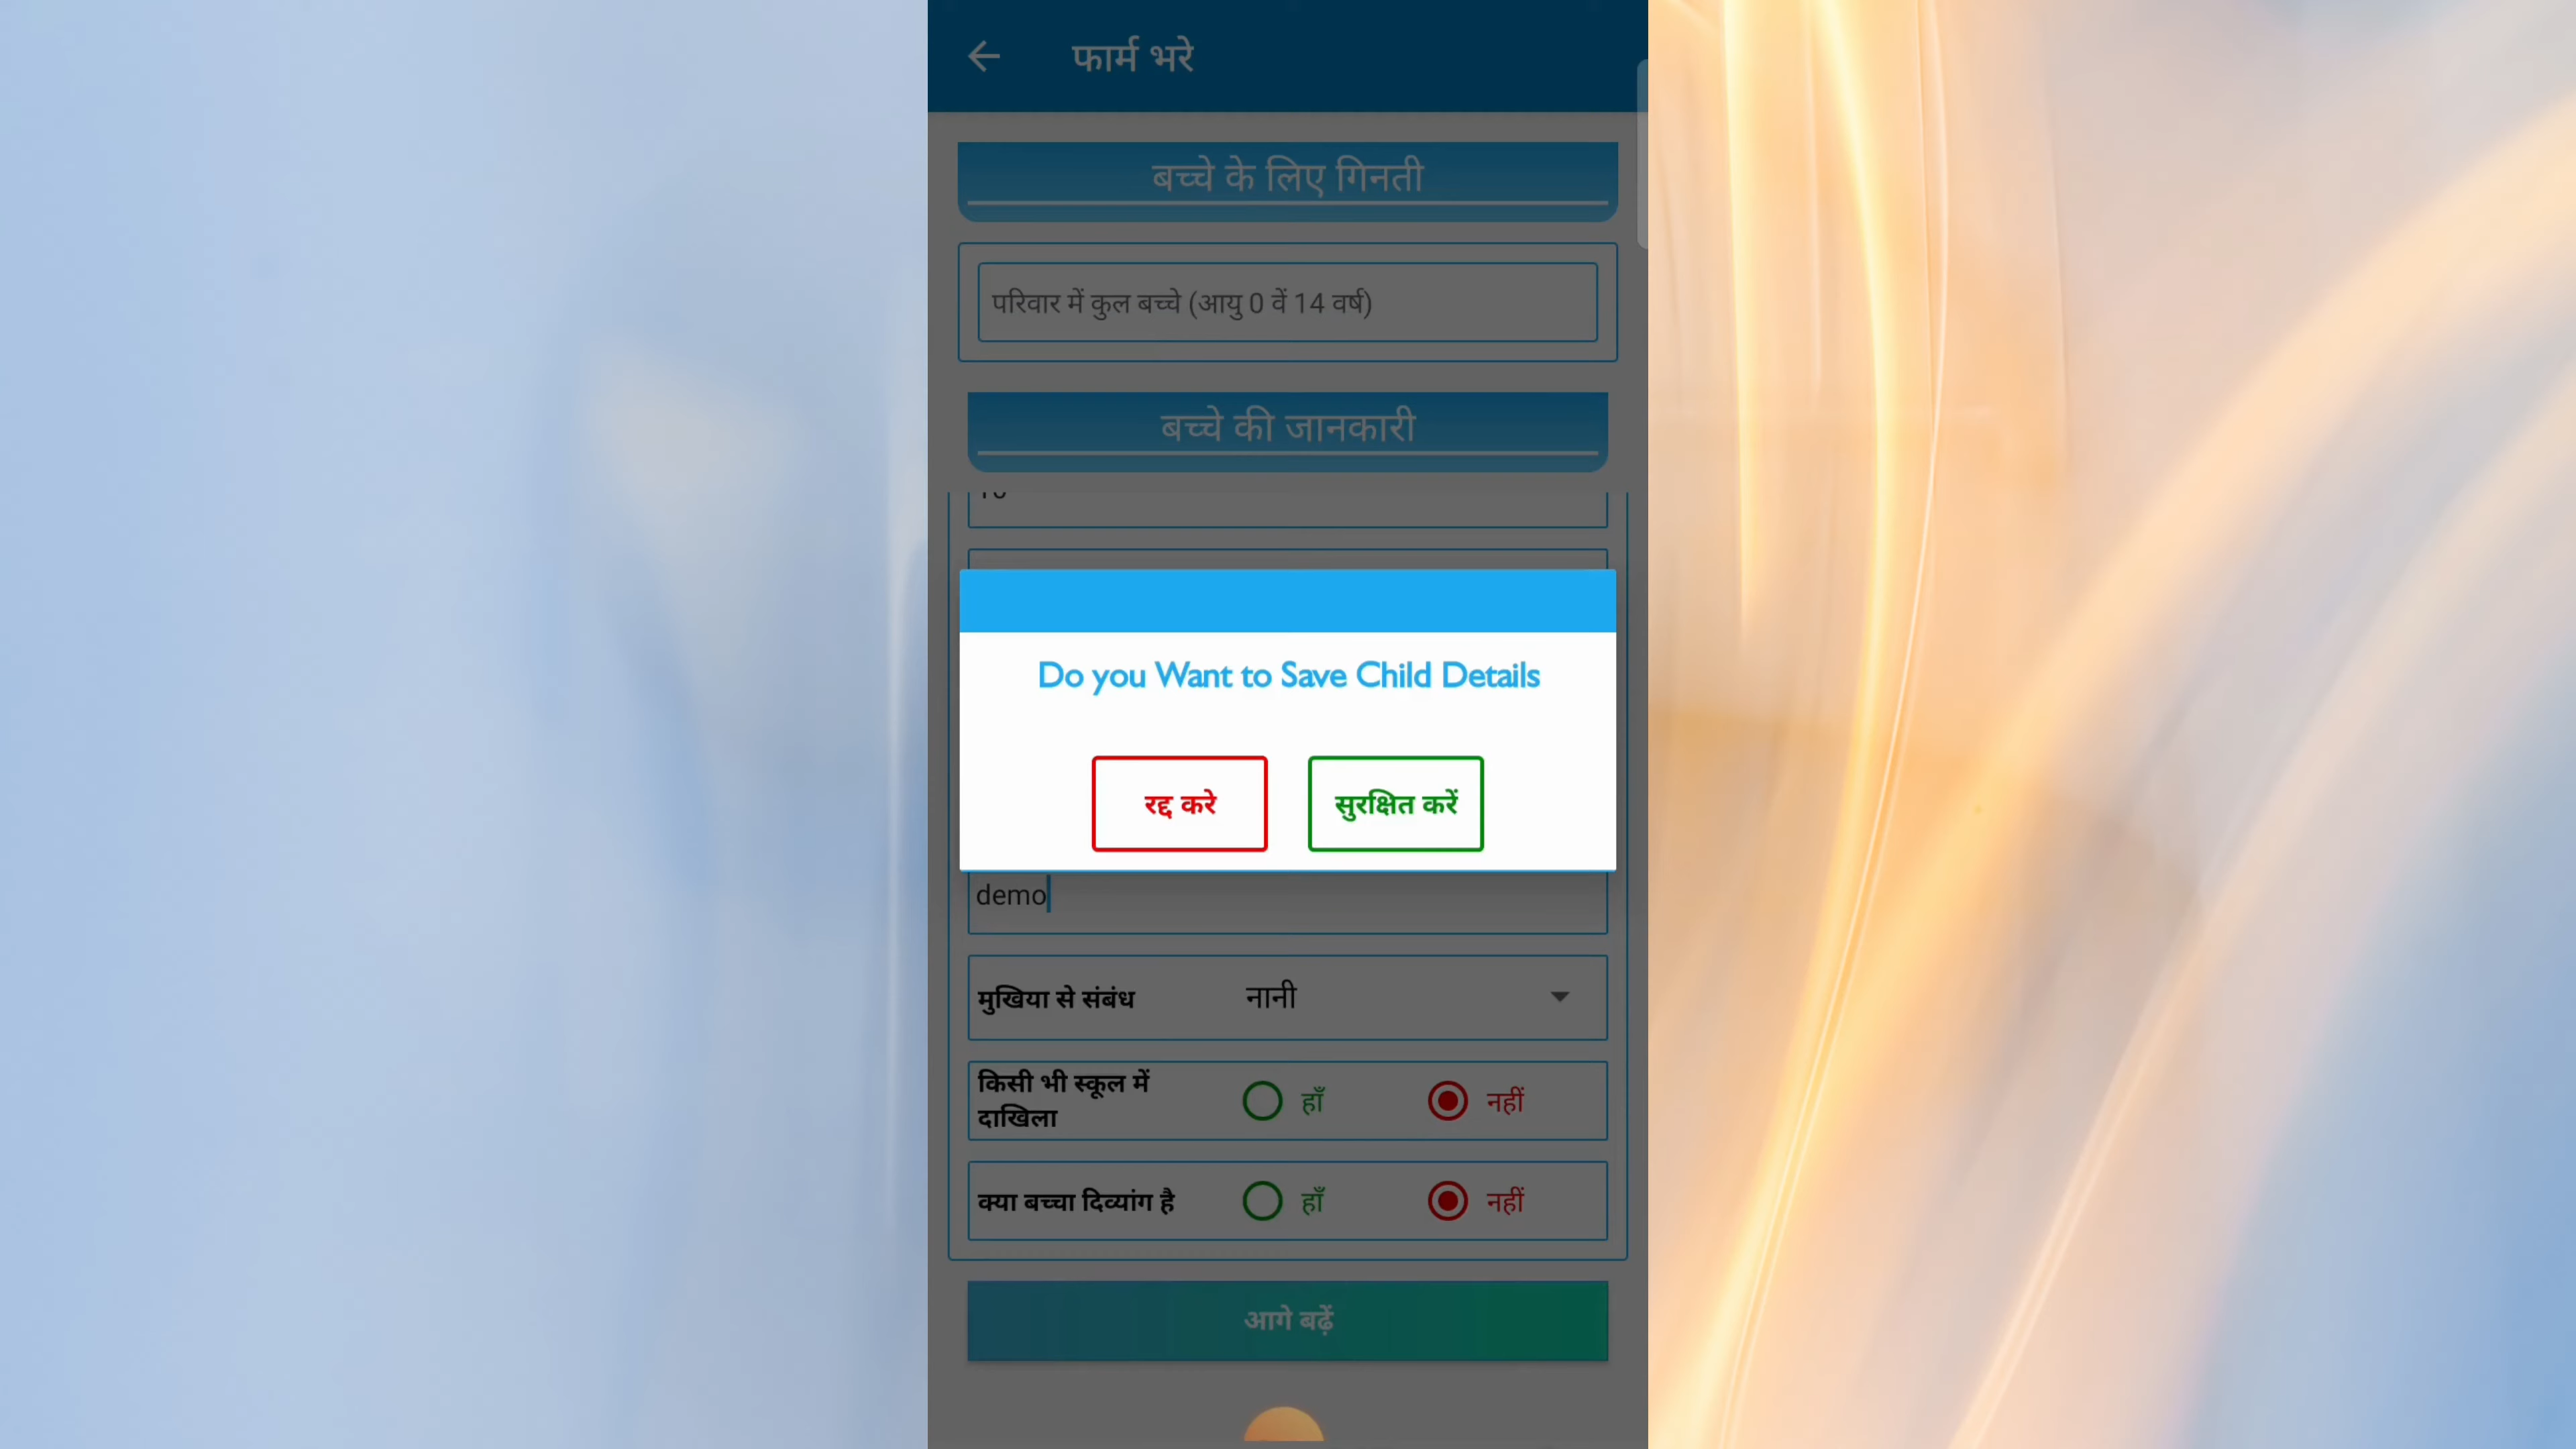 फार्म भरे
बच्चे के लिए गिनती
परिवार में कुल बच्चे (आयु 0 वें 14 वर्ष)
बच्चे की जानकारी
Do you Want to Save Child Details
रद्द करे
सुरक्षित करें
demo
मुखिया से संबंध
नानी
किसी भी स्कूल में
दाखिला
हाँ
नहीं
क्या बच्चा दिव्यांग है
हाँ
नहीं
आगे बढ़ें